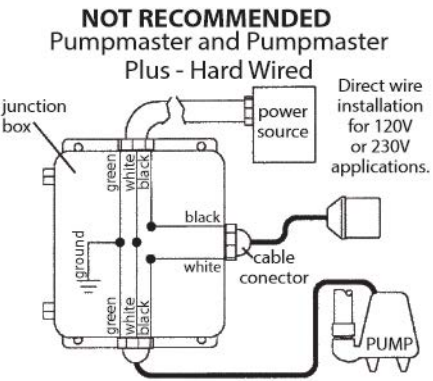 NOT RECOMMENDED
Pumpmaster and Pumpmaster
Plus - Hard Wired
Direct wire
installation
for 120V
or 230V
applications.
junction
box
power
source
green
white
black
black
white
ground
cable
conector
green
white
black
PUMP